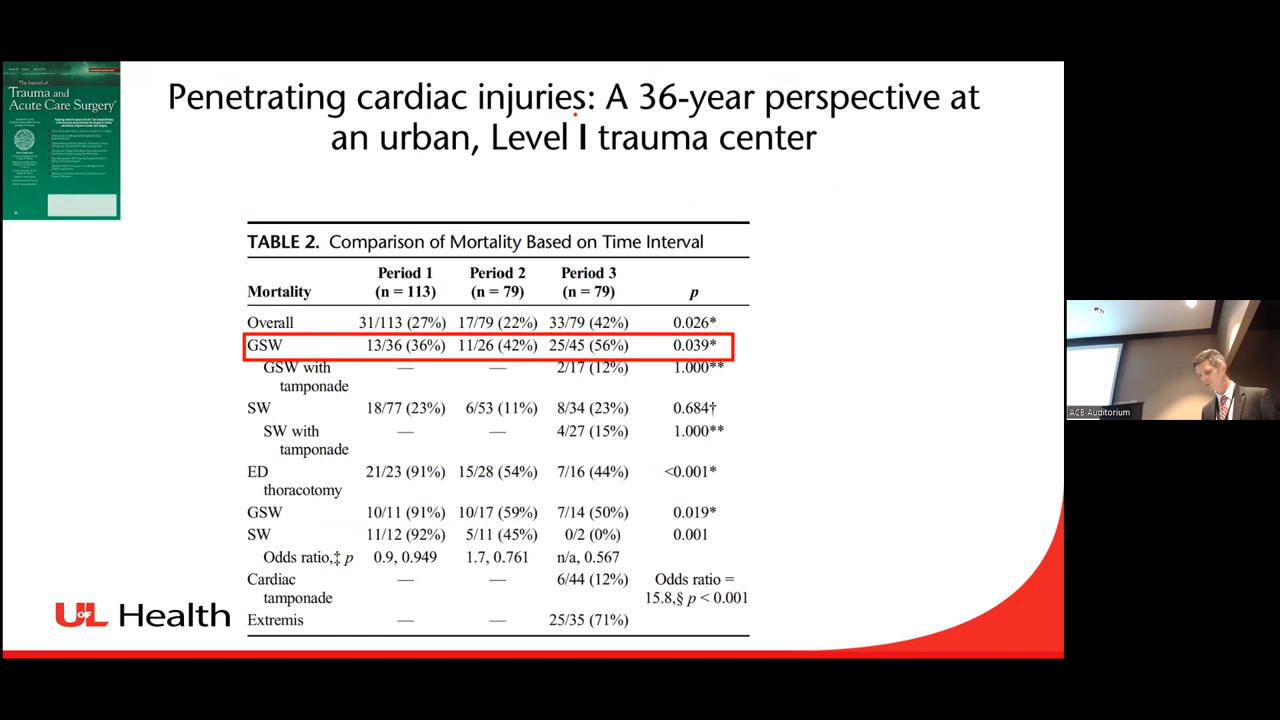 The Journal of
Trauma and
Acute Care Surgery
Penetrating cardiac injuries: A 36-year perspective at
an urban, Level I trauma center
TABLE 2. Comparison of Mortality Based on Time Interval
Period 1 Period 2 Period 3
Mortality (n = 113) (n = 79) (n = 79) p
Overall 31/113 (27%) 17/79 (22%) 33/79 (42%) 0.026*
GSW 13/36 (36%) 11/26 (42%) 25/45 (56%) 0.039*
GSW with — — 2/17 (12%) 1.000**
tamponade
SW 18/77 (23%) 6/53 (11%) 8/34 (23%) 0.684†
SW with — — 4/27 (15%) 1.000**
tamponade
ED 21/23 (91%) 15/28 (54%) 7/16 (44%) <0.001*
thoracotomy
GSW 10/11 (91%) 10/17 (59%) 7/14 (50%) 0.019*
SW 11/12 (92%) 5/11 (45%) 0/2 (0%) 0.001
Odds ratio,‡ p 0.9, 0.949 1.7, 0.761 n/a, 0.567
Cardiac — — 6/44 (12%) Odds ratio =
tamponade 15.8,§ p < 0.001
Extremis — — 25/35 (71%)
UofL Health
ACB Auditorium